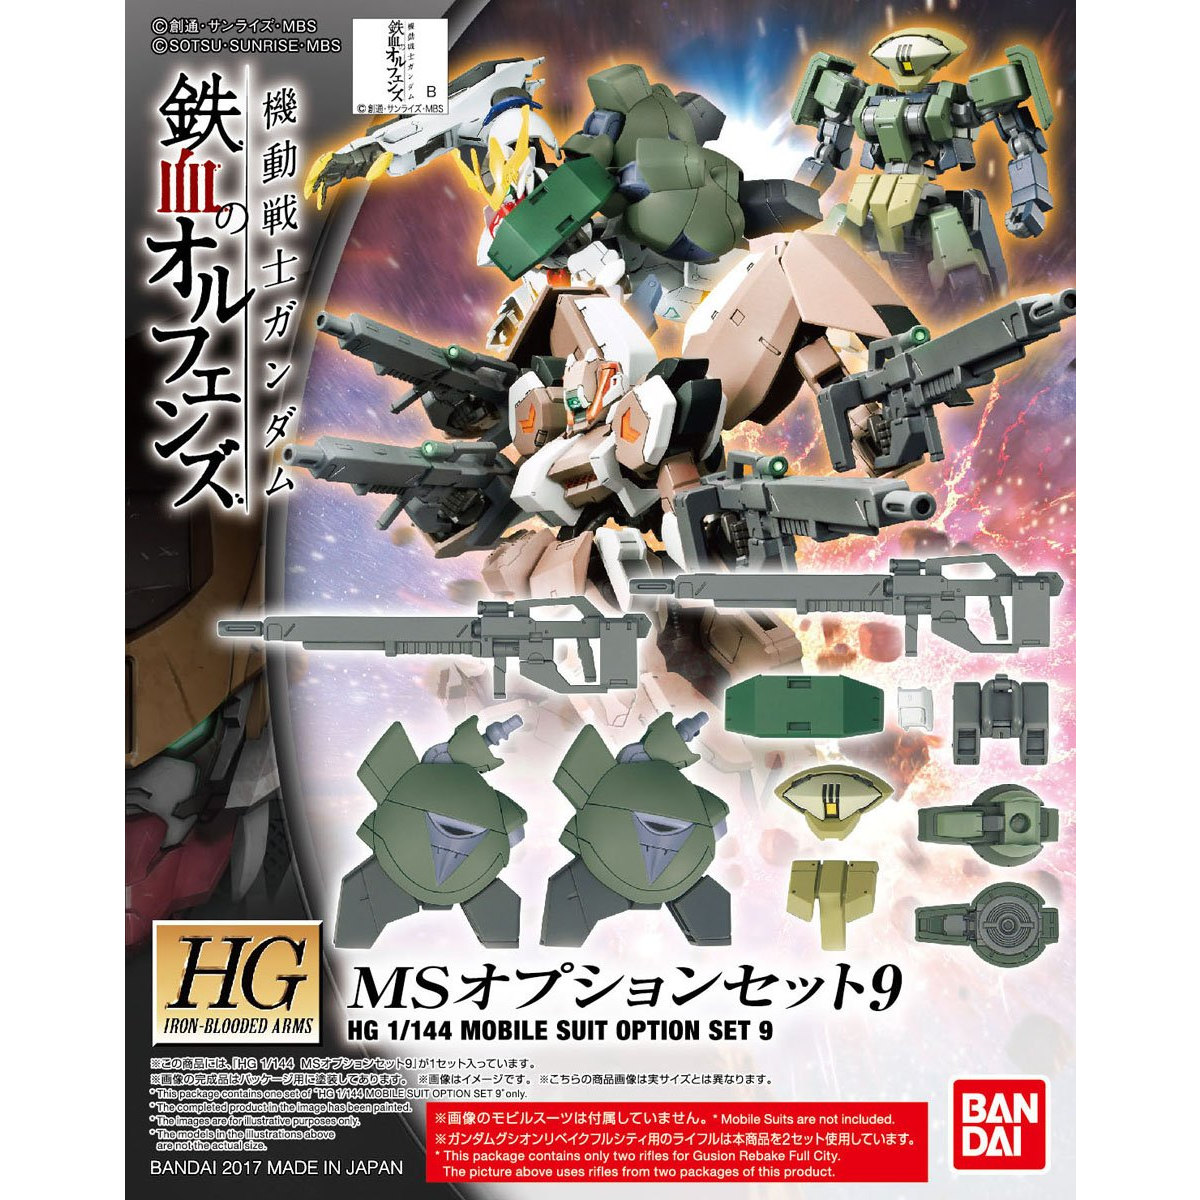 ©創通・サンライズ・MBS
©SOTSU・SUNRISE・MBS
機動戦士ガンダム
鉄血のオルフェンズ
B
©創通・サンライズ・MBS
機動戦士ガンダム
鉄血のオルフェンズ
HG
IRON-BLOODED ARMS
MSオプションセット9
HG 1/144 MOBILE SUIT OPTION SET 9
※この商品には、「HG 1/144 MSオプションセット9」が1セット入っています。
※画像の完成品はパッケージ用に塗装してあります。 ※画像はイメージです。 ※こちらの商品画像は実サイズとは異なります。
* This package contains one set of "HG 1/144 MOBILE SUIT OPTION SET 9" only.
* The completed product in the image has been painted.
* The images are for illustrative purposes only.
* The models in the illustrations above
are not the actual size.
BANDAI 2017 MADE IN JAPAN
※画像のモビルスーツは付属していません。 * Mobile Suits are not included.
※ガンダムグシオンリベイクフルシティ用のライフルは本商品を2セット使用しています。
* This package contains only two rifles for Gusion Rebake Full City.
The picture above uses rifles from two packages of this product.
BAN
DAI